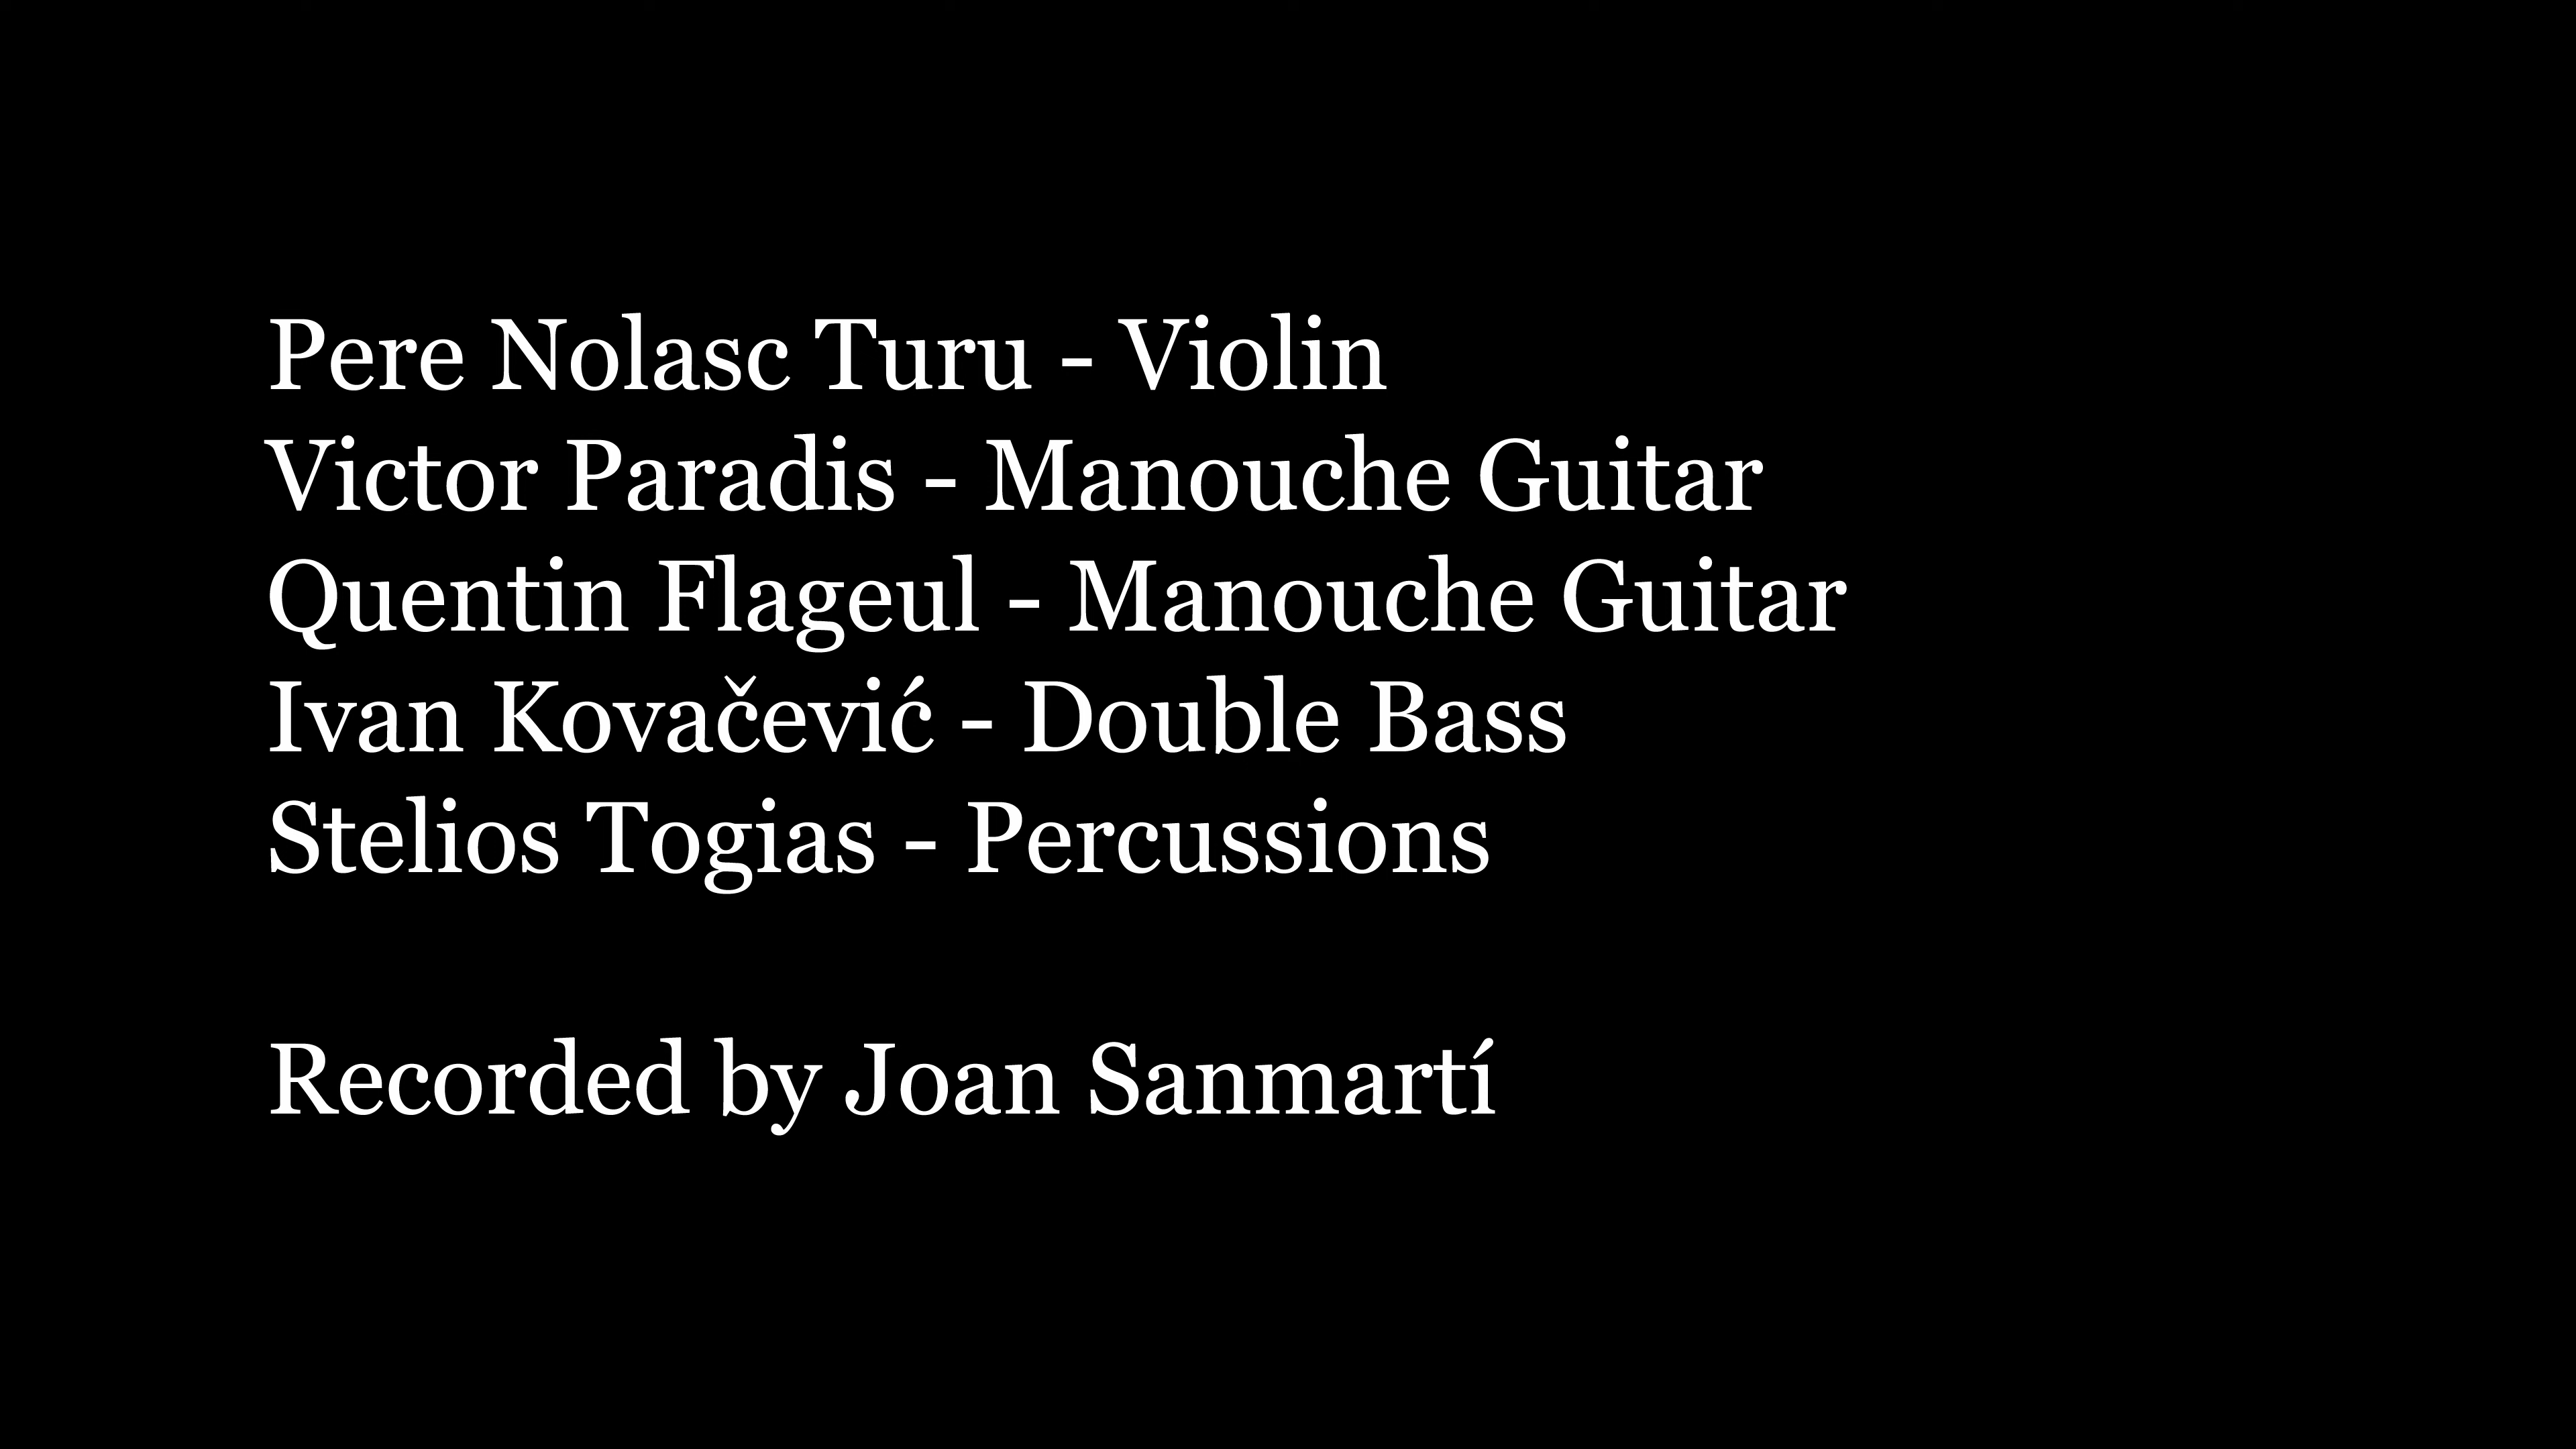 Pere Nolasc Turu - Violin
Victor Paradis - Manouche Guitar
Quentin Flageul - Manouche Guitar
Ivan Kovačević - Double Bass
Stelios Togias - Percussions
Recorded by Joan Sanmartí